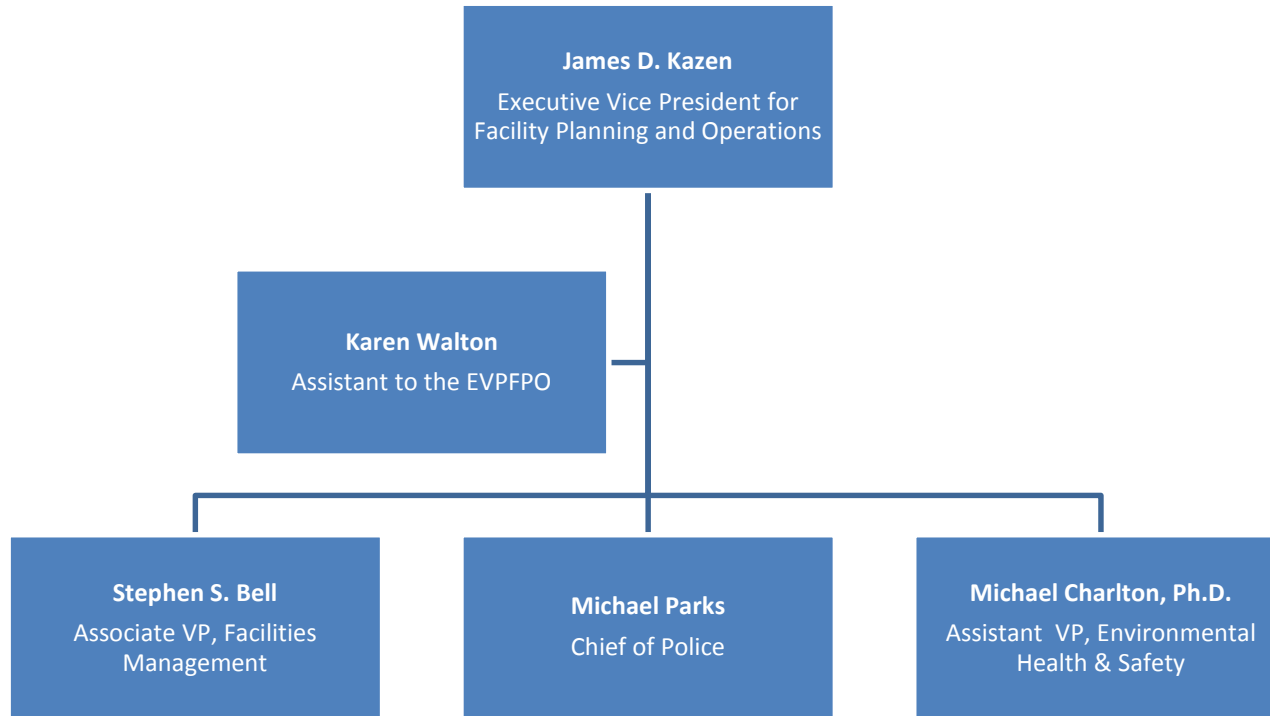 James D. Kazen
Executive Vice President for
Facility Planning and Operations
Karen Walton
Assistant to the EVPFPO
Stephen S. Bell
Associate VP, Facilities
Management
Michael Parks
Chief of Police
Michael Charlton, Ph.D.
Assistant  VP, Environmental
Health & Safety